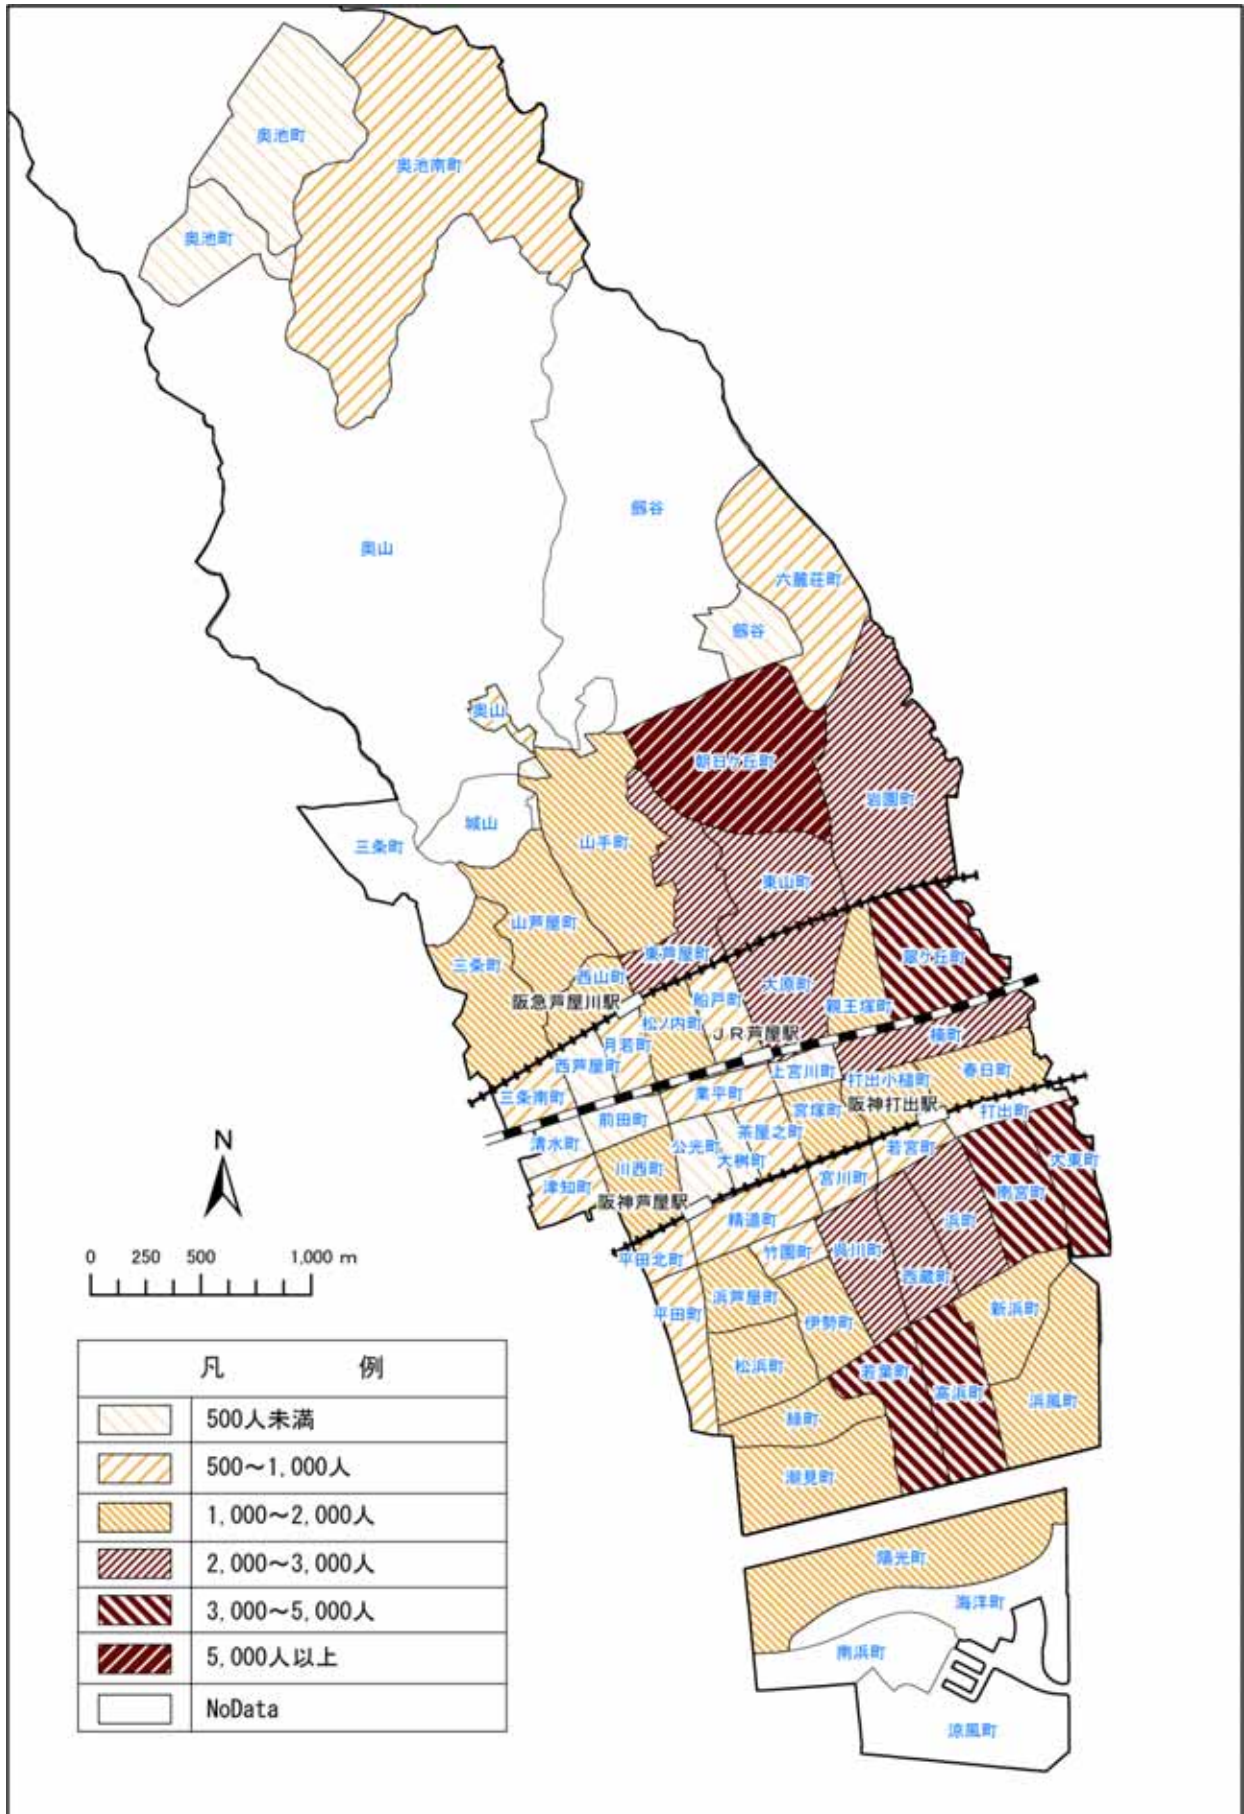 奥池町
奥池南町
奥池町
剱谷
奥山
六麓荘町
剱谷
奥山
朝日ケ丘町
岩園町
城山
三条町
山手町
東山町
山芦屋町
三条町
西山町
東芦屋町
大原町
翠ケ丘町
親王塚町
船戸町
阪急芦屋川駅
松ノ内町
JR芦屋駅
月若町
西芦屋町
楠町
上宮川町
打出小槌町
春日町
三条南町
業平町
宮塚町
阪神打出駅
打出町
前田町
清水町
公光町
茶屋之町
大桝町
若宮町
大東町
川西町
津知町
宮川町
南宮町
阪神芦屋駅
精道町
浜町
呉川町
竹園町
平田北町
西蔵町
浜芦屋町
平田町
伊勢町
新浜町
松浜町
若葉町
高浜町
浜風町
緑町
潮見町
陽光町
海洋町
南浜町
涼風町
N
0 250 500 1,000 m
凡 例
500人未満
500～1,000人
1,000～2,000人
2,000～3,000人
3,000～5,000人
5,000人以上
NoData